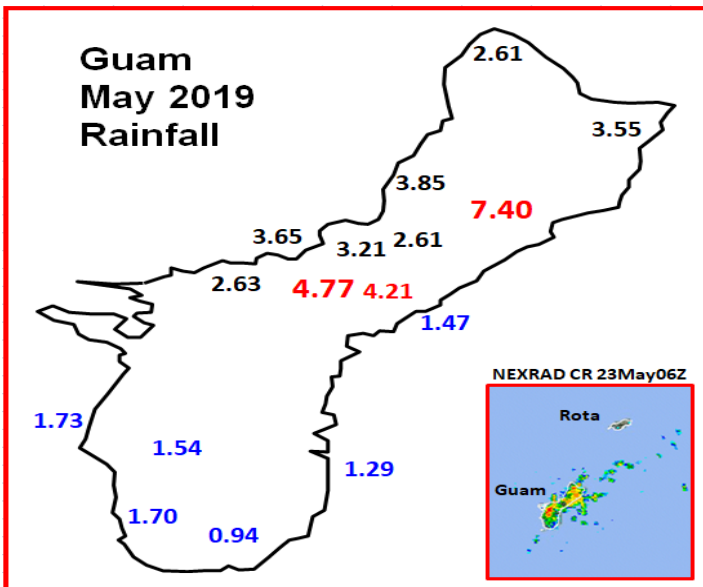 Guam
May 2019
Rainfall
2.61
3.55
3.85
7.40
3.65
3.21
2.61
2.63
4.77
4.21
1.47
NEXRAD CR 23May06Z
Rota
Guam
1.73
1.54
1.29
1.70
0.94